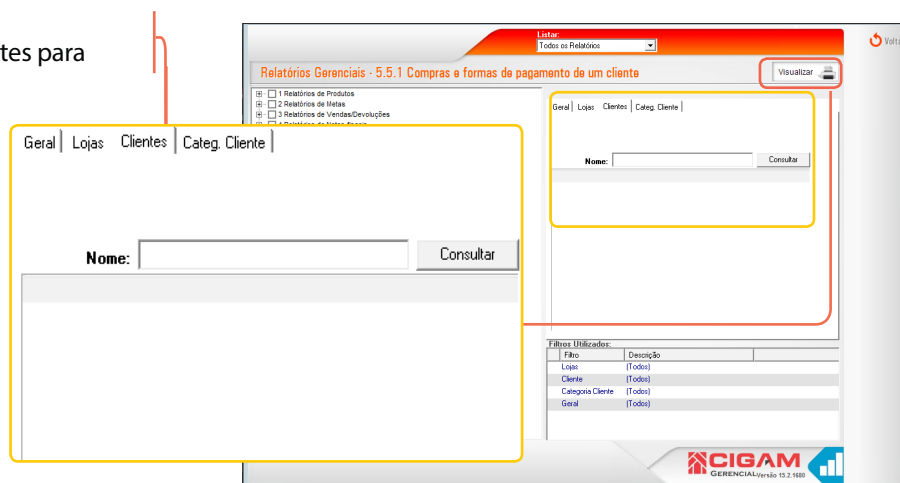 tes para
Listar:
Todos os Relatórios
Volta
Relatórios Gerenciais - 5.5.1 Compras e formas de pagamento de um cliente
Visualizar
1 Relatórios de Produtos
2 Relatórios de Metas
3 Relatórios de Vendas/Devoluções
Geral Lojas Clientes Categ. Cliente
Nome: Consultar
Geral Lojas Clientes Categ. Cliente
Nome: Consultar
Filtros Utilizados:
Filtro Descrição
Lojas (Todos)
Cliente (Todos)
Categoria Cliente (Todos)
Geral (Todos)
CIGAM
GERENCIAL Versão 13.2.1680